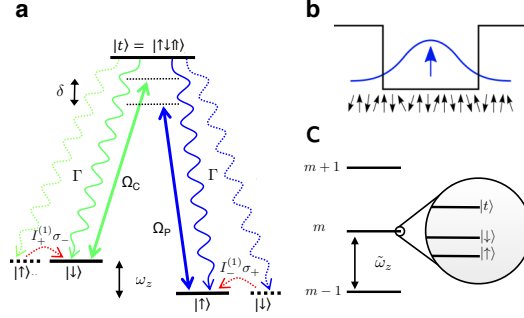 a
|t⟩ = |↑↓⇑⟩
δ
Γ
Γ
Ω_C
Ω_P
I_+^{(1)}σ_−
I_−^{(1)}σ_+
|↑⟩
|↓⟩
ω_z
|↑⟩
|↓⟩
b
C
m + 1
m
m − 1
ω̃_z
|t⟩
|↓⟩
|↑⟩